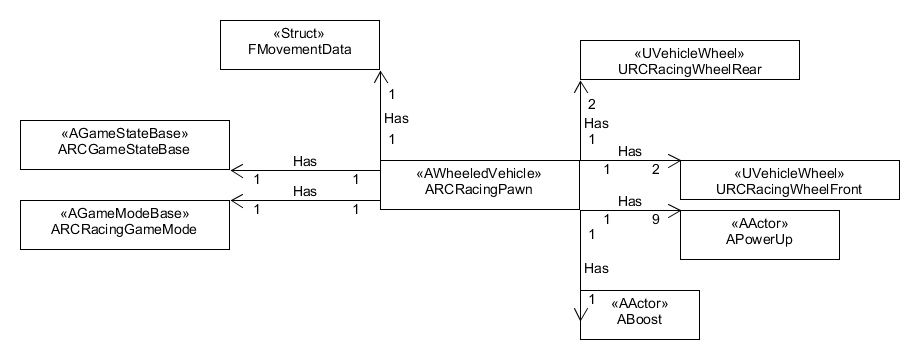 «Struct»
FMovementData
«UVehicleWheel»
URCRacingWheelRear
1
2
Has
Has
1
1
«AGameStateBase»
ARCGameStateBase
Has
1
1
Has
1
2
«AWheeledVehicle»
ARCRacingPawn
«UVehicleWheel»
URCRacingWheelFront
Has
1
1
«AGameModeBase»
ARCRacingGameMode
Has
1
9
«AActor»
APowerUp
1
Has
1
«AActor»
ABoost